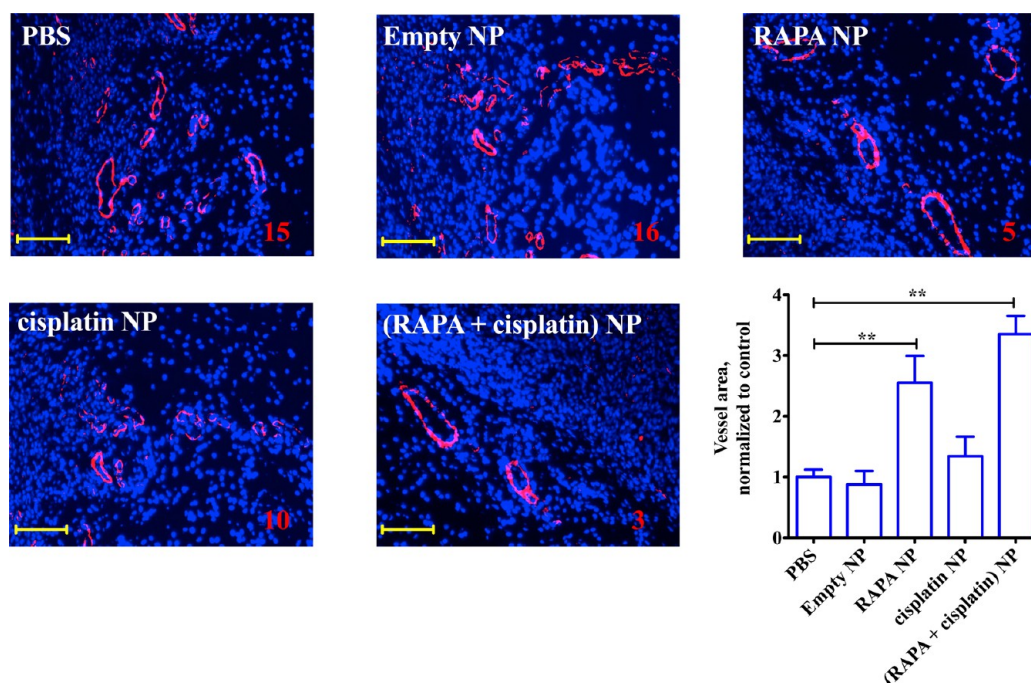 PBS
15
Empty NP
16
RAPA NP
5
cisplatin NP
10
(RAPA + cisplatin) NP
3
Vessel area,
normalized to control
4
3
2
1
0
**
**
PBS
Empty NP
RAPA NP
cisplatin NP
(RAPA + cisplatin) NP